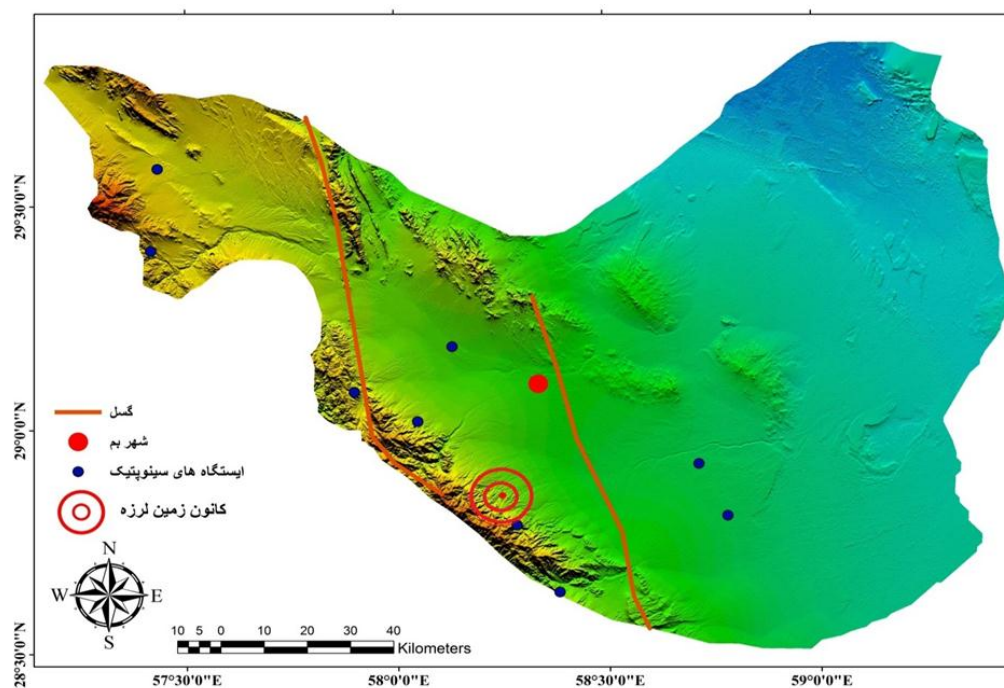 29°30'0"N
29°0'0"N
28°30'0"N
گسل
شهر بم
ایستگاه های سینوپتیک
کانون زمین لرزه
N
W E
S
10 5 0 10 20 30 40
Kilometers
57°30'0"E 58°0'0"E 58°30'0"E 59°0'0"E